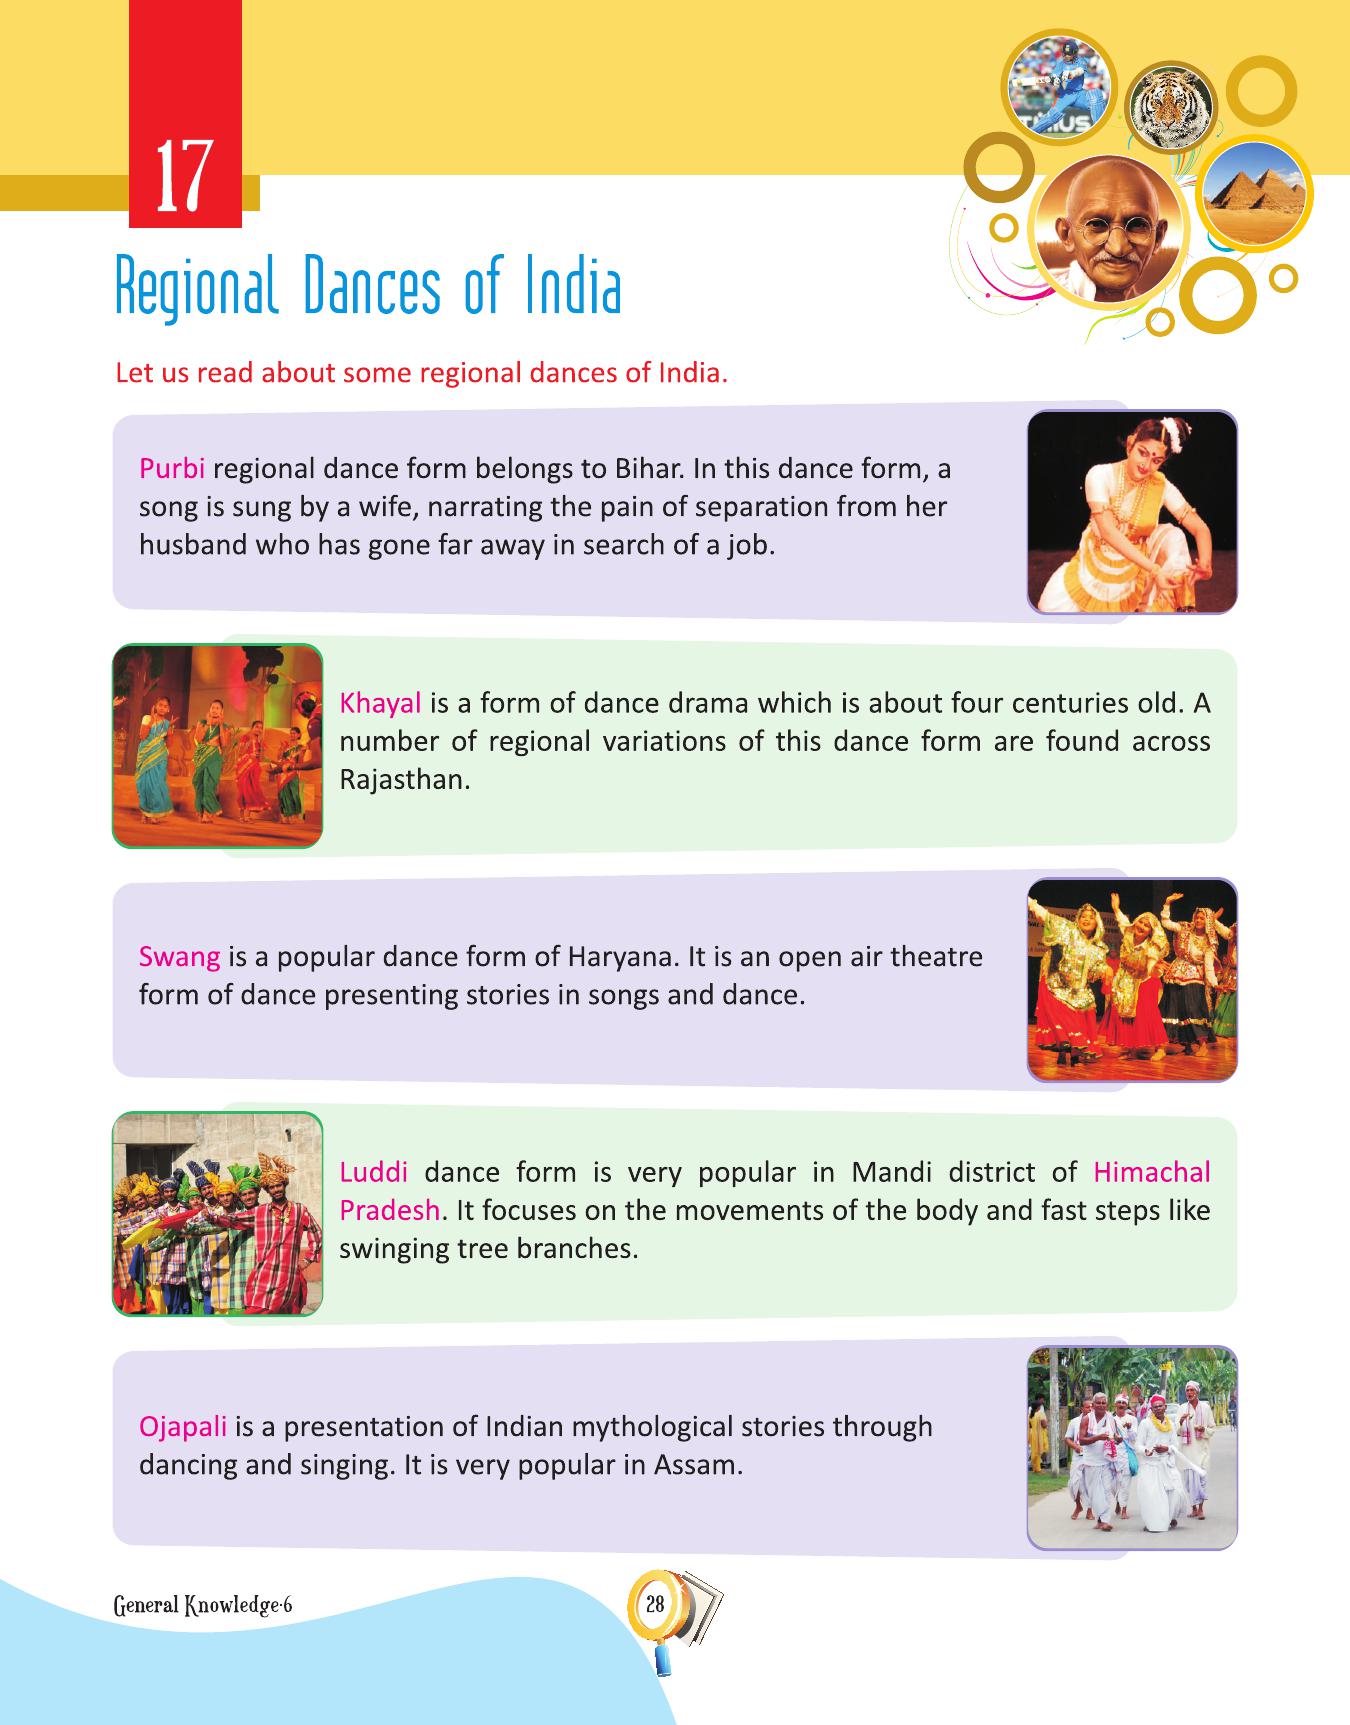 17
Regional Dances of India
Let us read about some regional dances of India.
Purbi regional dance form belongs to Bihar. In this dance form, a
song is sung by a wife, narrating the pain of separation from her
husband who has gone far away in search of a job.
Khayal is a form of dance drama which is about four centuries old. A
number of regional variations of this dance form are found across
Rajasthan.
Swang is a popular dance form of Haryana. It is an open air theatre
form of dance presenting stories in songs and dance.
Luddi dance form is very popular in Mandi district of Himachal
Pradesh. It focuses on the movements of the body and fast steps like
swinging tree branches.
Ojapali is a presentation of Indian mythological stories through
dancing and singing. It is very popular in Assam.
General Knowledge-6
28